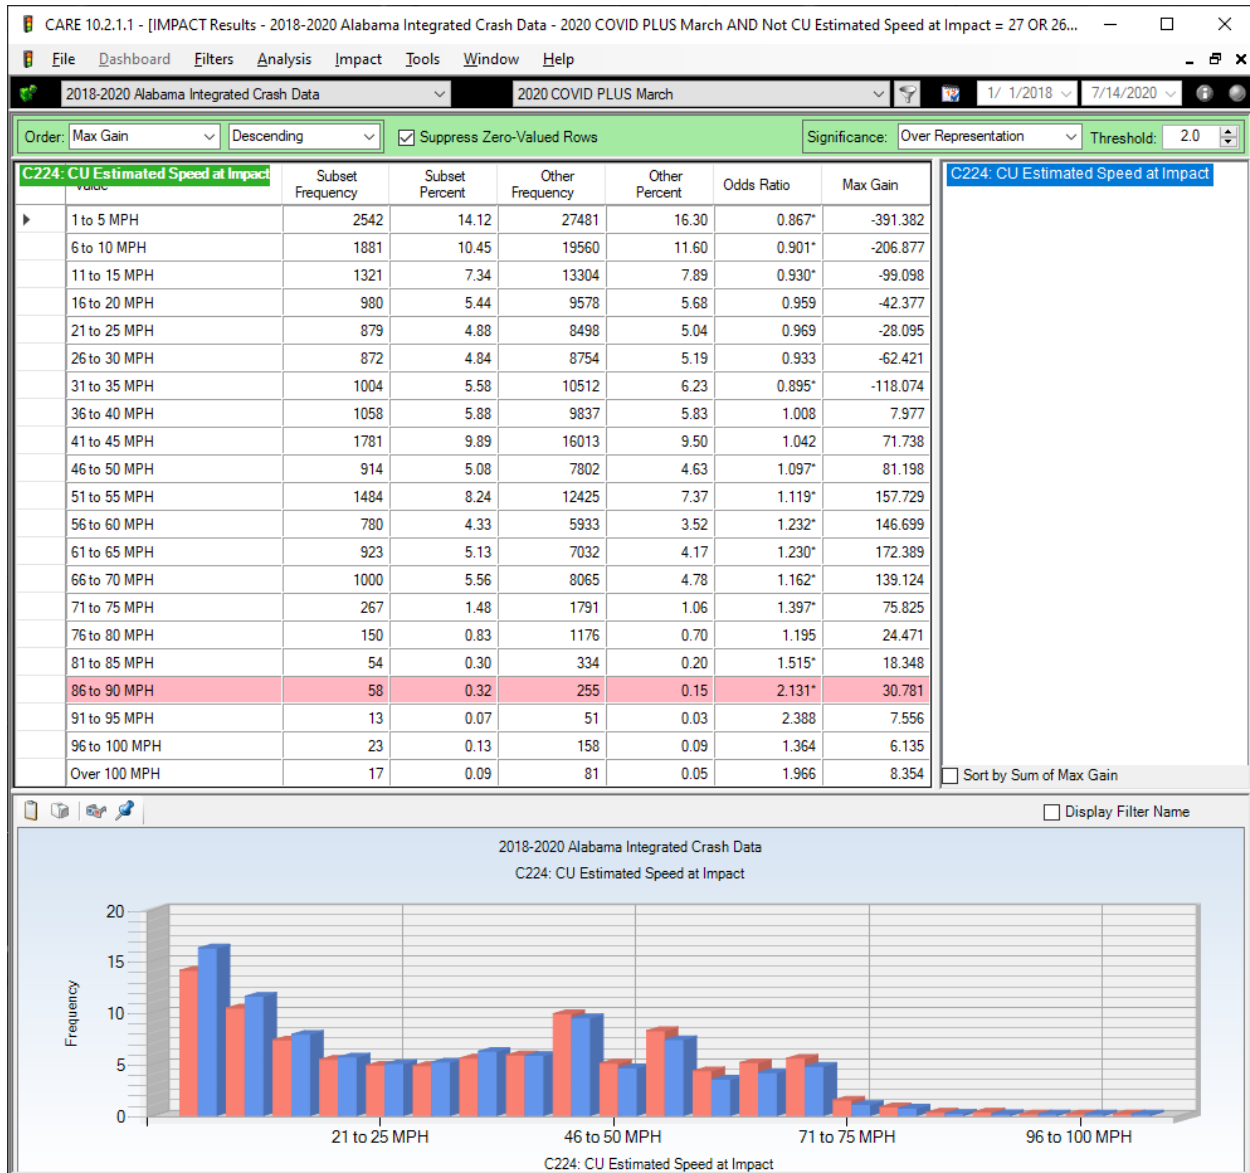 CARE 10.2.1.1 - [IMPACT Results - 2018-2020 Alabama Integrated Crash Data - 2020 COVID PLUS March AND Not CU Estimated Speed at Impact = 27 OR 26...
File Dashboard Filters Analysis Impact Tools Window Help
2018-2020 Alabama Integrated Crash Data 2020 COVID PLUS March 1/ 1/2018 7/14/2020
Order: Max Gain Descending Suppress Zero-Valued Rows Significance: Over Representation Threshold: 2.0
C224: CU Estimated Speed at Impact Subset Frequency Subset Percent Other Frequency Other Percent Odds Ratio Max Gain C224: CU Estimated Speed at Impact
1 to 5 MPH 2542 14.12 27481 16.30 0.867* -391.382
6 to 10 MPH 1881 10.45 19560 11.60 0.901* -206.877
11 to 15 MPH 1321 7.34 13304 7.89 0.930* -99.098
16 to 20 MPH 980 5.44 9578 5.68 0.959 -42.377
21 to 25 MPH 879 4.88 8498 5.04 0.969 -28.095
26 to 30 MPH 872 4.84 8754 5.19 0.933 -62.421
31 to 35 MPH 1004 5.58 10512 6.23 0.895* -118.074
36 to 40 MPH 1058 5.88 9837 5.83 1.008 7.977
41 to 45 MPH 1781 9.89 16013 9.50 1.042 71.738
46 to 50 MPH 914 5.08 7802 4.63 1.097* 81.198
51 to 55 MPH 1484 8.24 12425 7.37 1.119* 157.729
56 to 60 MPH 780 4.33 5933 3.52 1.232* 146.699
61 to 65 MPH 923 5.13 7032 4.17 1.230* 172.389
66 to 70 MPH 1000 5.56 8065 4.78 1.162* 139.124
71 to 75 MPH 267 1.48 1791 1.06 1.397* 75.825
76 to 80 MPH 150 0.83 1176 0.70 1.195 24.471
81 to 85 MPH 54 0.30 334 0.20 1.515* 18.348
86 to 90 MPH 58 0.32 255 0.15 2.131* 30.781
91 to 95 MPH 13 0.07 51 0.03 2.388 7.556
96 to 100 MPH 23 0.13 158 0.09 1.364 6.135
Over 100 MPH 17 0.09 81 0.05 1.966 8.354
Sort by Sum of Max Gain
Display Filter Name
2018-2020 Alabama Integrated Crash Data
C224: CU Estimated Speed at Impact
Frequency
20
15
10
5
0
21 to 25 MPH 46 to 50 MPH 71 to 75 MPH 96 to 100 MPH
C224: CU Estimated Speed at Impact